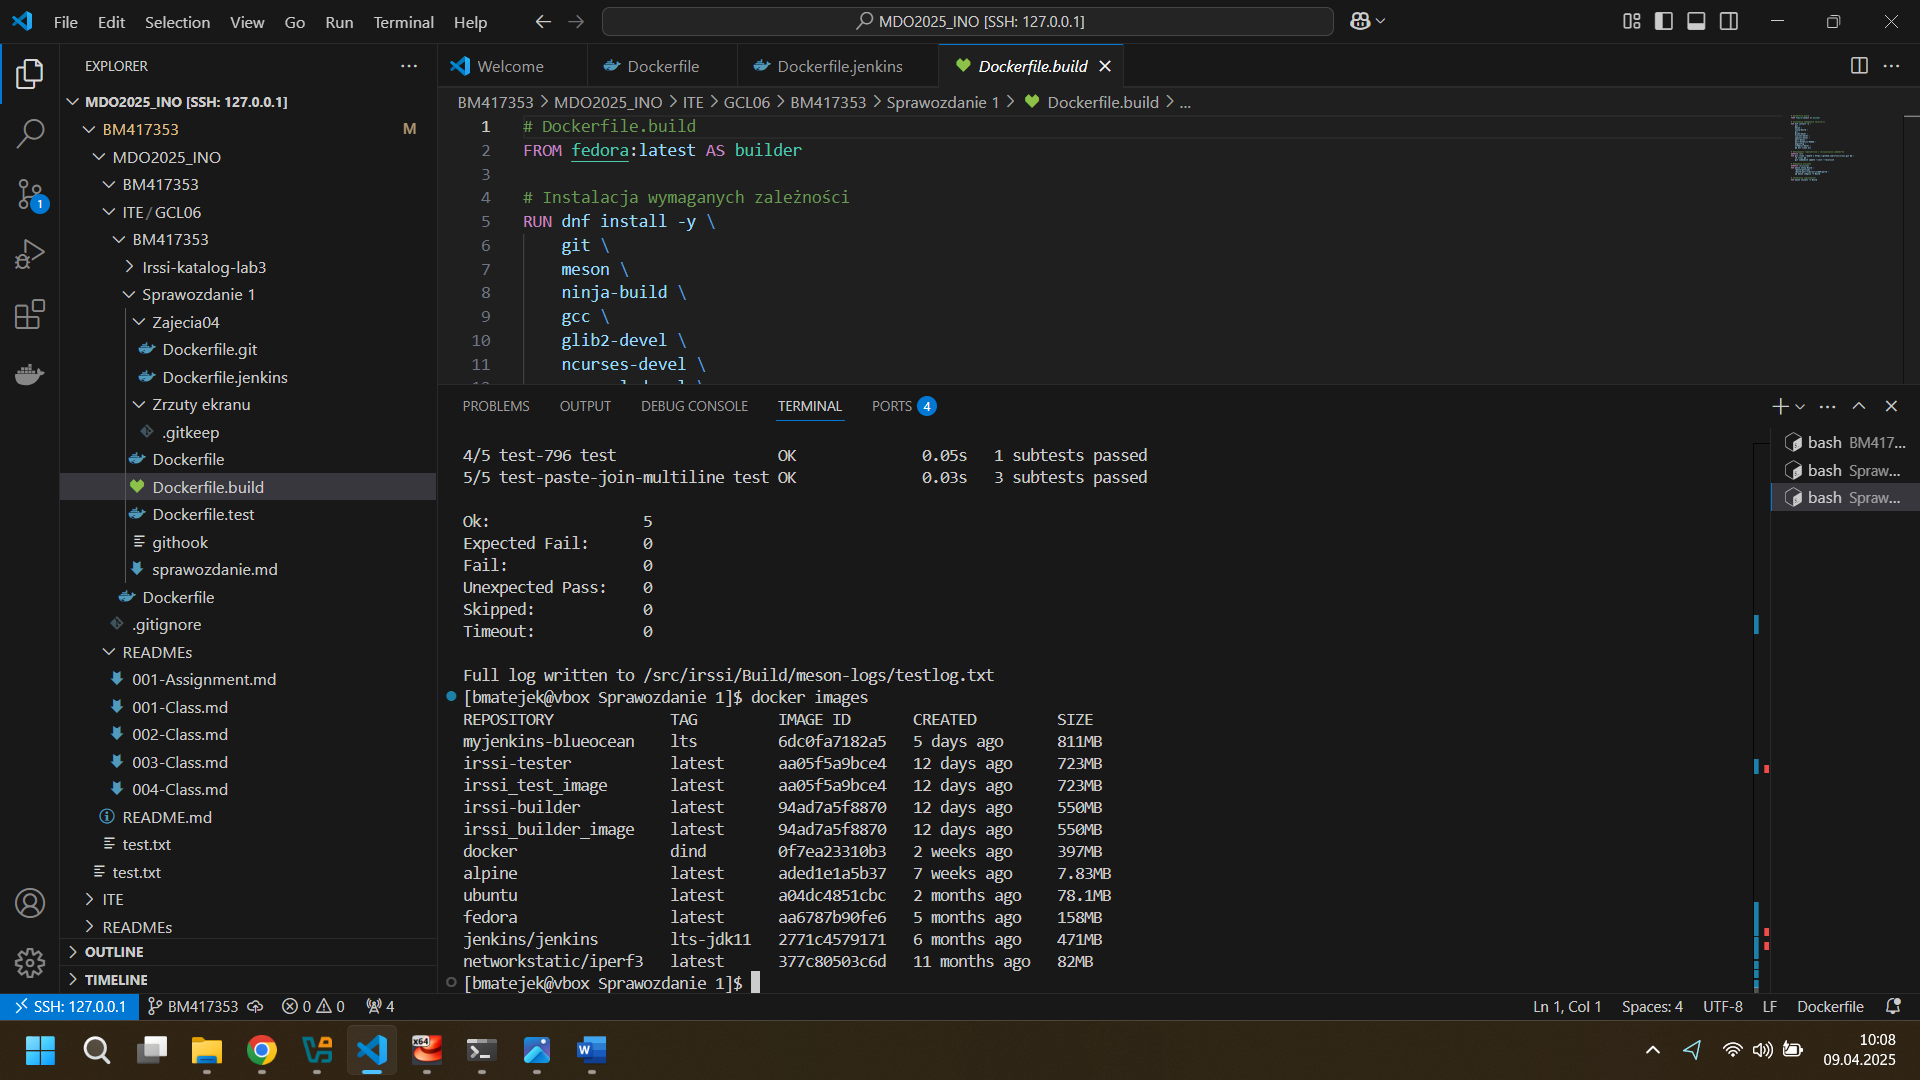 File Edit Selection View Go Run Terminal Help
MDO2025_INO [SSH: 127.0.0.1]
EXPLORER
MDO2025_INO [SSH: 127.0.0.1]
BM417353 M
MDO2025_INO
BM417353
ITE / GCL06
BM417353
Irssi-katalog-lab3
Sprawozdanie 1
Zajecia04
Dockerfile.git
Dockerfile.jenkins
Zrzuty ekranu
.gitkeep
Dockerfile
Dockerfile.build
Dockerfile.test
githook
sprawozdanie.md
Dockerfile
.gitignore
READMEs
001-Assignment.md
001-Class.md
002-Class.md
003-Class.md
004-Class.md
README.md
test.txt
test.txt
ITE
READMEs
OUTLINE
TIMELINE
1
Welcome
Dockerfile
Dockerfile.jenkins
Dockerfile.build
BM417353 > MDO2025_INO > ITE > GCL06 > BM417353 > Sprawozdanie 1 > Dockerfile.build > ...
1 # Dockerfile.build
2 FROM fedora:latest AS builder
3
4 # Instalacja wymaganych zależności
5 RUN dnf install -y \
6 git \
7 meson \
8 ninja-build \
9 gcc \
10 glib2-devel \
11 ncurses-devel \
PROBLEMS OUTPUT DEBUG CONSOLE TERMINAL PORTS 4
4/5 test-796 test OK 0.05s 1 subtests passed
5/5 test-paste-join-multiline test OK 0.03s 3 subtests passed
Ok: 5
Expected Fail: 0
Fail: 0
Unexpected Pass: 0
Skipped: 0
Timeout: 0
Full log written to /src/irssi/Build/meson-logs/testlog.txt
[bmatejek@vbox Sprawozdanie 1]$ docker images
REPOSITORY TAG IMAGE ID CREATED SIZE
myjenkins-blueocean lts 6dc0fa7182a5 5 days ago 811MB
irssi-tester latest aa05f5a9bce4 12 days ago 723MB
irssi_test_image latest aa05f5a9bce4 12 days ago 723MB
irssi-builder latest 94ad7a5f8870 12 days ago 550MB
irssi_builder_image latest 94ad7a5f8870 12 days ago 550MB
docker dind 0f7ea23310b3 2 weeks ago 397MB
alpine latest aded1e1a5b37 7 weeks ago 7.83MB
ubuntu latest a04dc4851cbc 2 months ago 78.1MB
fedora latest aa6787b90fe6 5 months ago 158MB
jenkins/jenkins lts-jdk11 2771c4579171 6 months ago 471MB
networkstatic/iperf3 latest 377c80503c6d 11 months ago 82MB
[bmatejek@vbox Sprawozdanie 1]$
bash BM417...
bash Spraw...
bash Spraw...
SSH: 127.0.0.1 BM417353 0 0 4
Ln 1, Col 1 Spaces: 4 UTF-8 LF Dockerfile
x64
W
10:08
09.04.2025